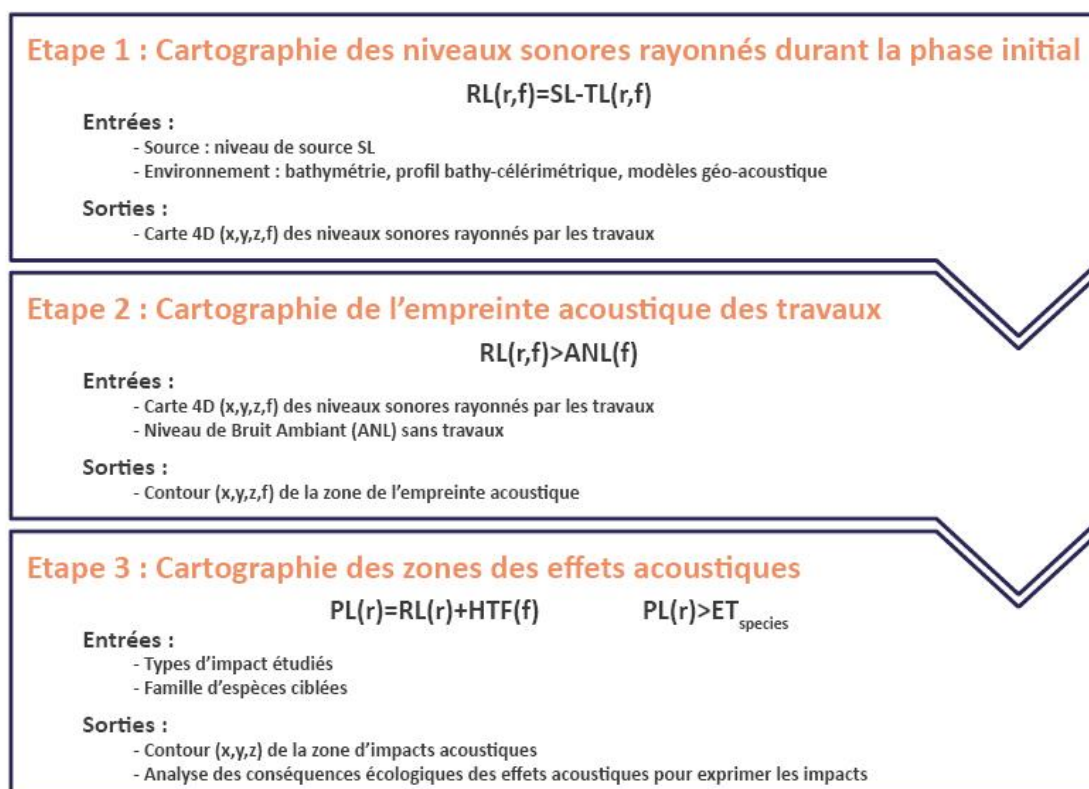 Etape 1 : Cartographie des niveaux sonores rayonnés durant la phase initial
RL(r,f)=SL-TL(r,f)
Entrées :
- Source : niveau de source SL
- Environnement : bathymétrie, profil bathy-célérimétrique, modèles géo-acoustique
Sorties :
- Carte 4D (x,y,z,f) des niveaux sonores rayonnés par les travaux
Etape 2 : Cartographie de l’empreinte acoustique des travaux
RL(r,f)>ANL(f)
Entrées :
- Carte 4D (x,y,z,f) des niveaux sonores rayonnés par les travaux
- Niveau de Bruit Ambiant (ANL) sans travaux
Sorties :
- Contour (x,y,z,f) de la zone de l’empreinte acoustique
Etape 3 : Cartographie des zones des effets acoustiques
PL(r)=RL(r)+HTF(f) PL(r)>ETspecies
Entrées :
- Types d’impact étudiés
- Famille d’espèces ciblées
Sorties :
- Contour (x,y,z) de la zone d’impacts acoustiques
- Analyse des conséquences écologiques des effets acoustiques pour exprimer les impacts